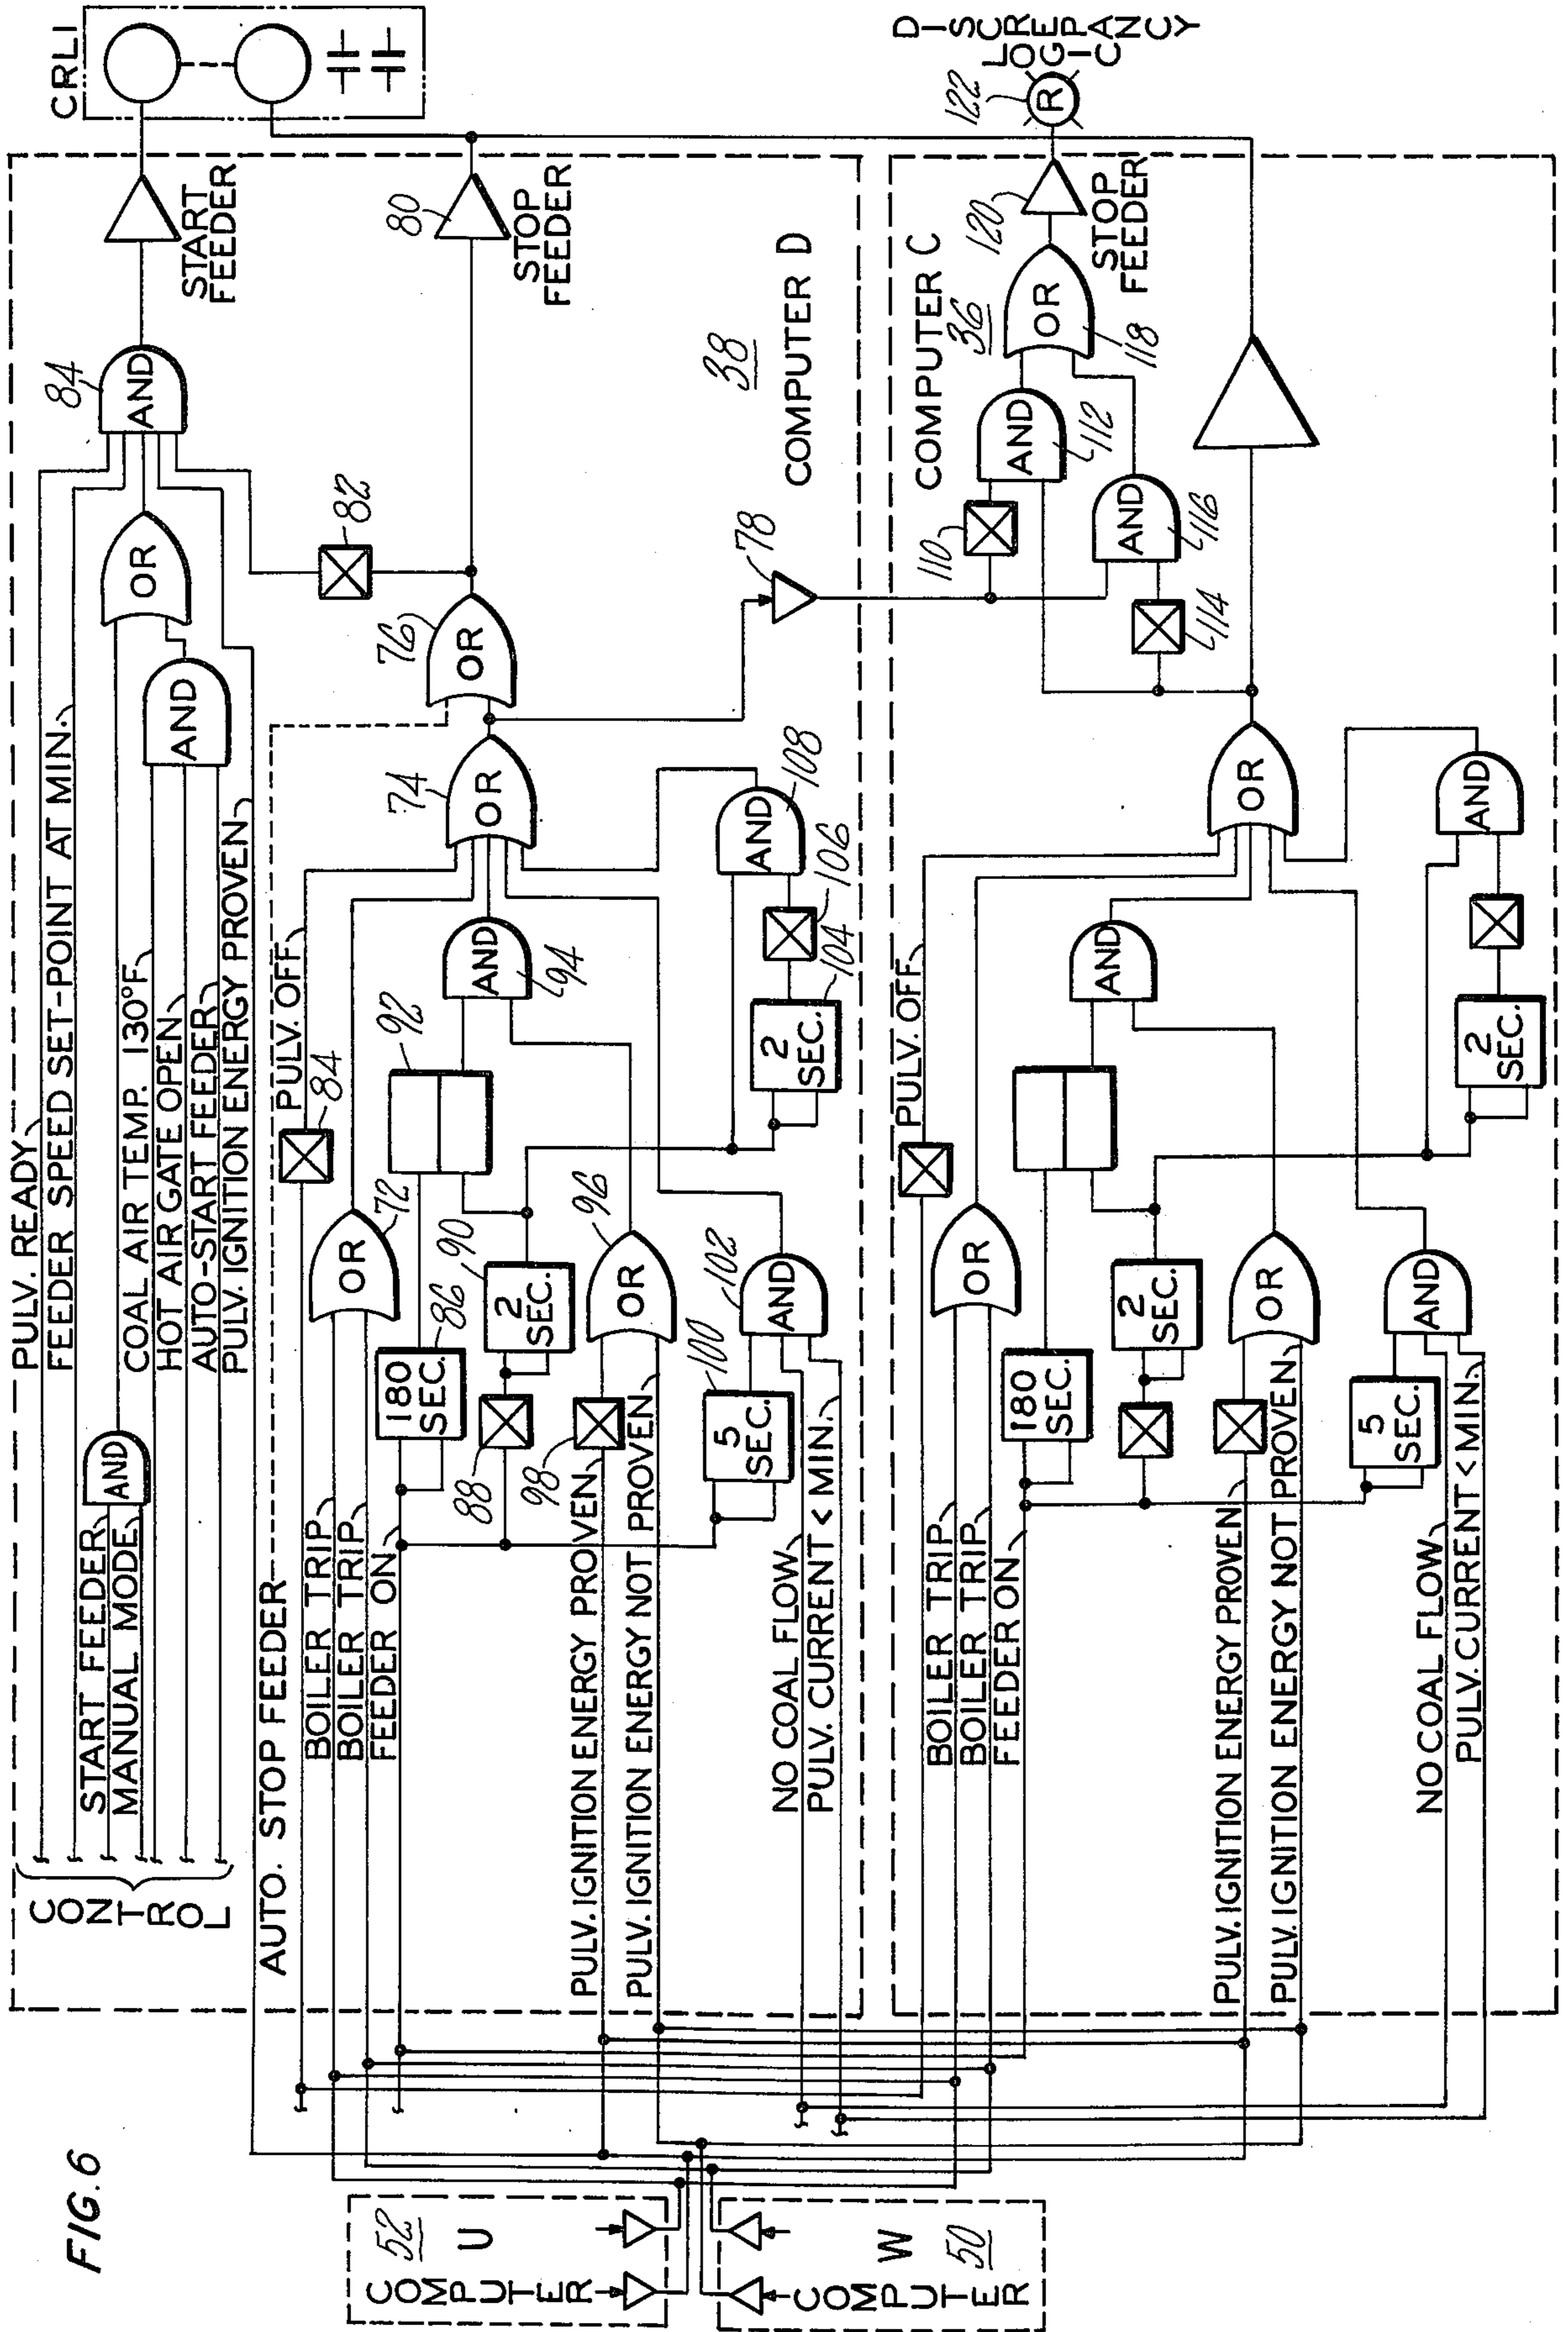 FIG. 6
COMPUTER
U
52
COMPUTER
W
50
CONTROL
PULV. READY
FEEDER SPEED SET-POINT AT MIN.
START FEEDER
MANUAL MODE
AND
COAL AIR TEMP. 130°F
HOT AIR GATE OPEN
AUTO-START FEEDER
PULV. IGNITION ENERGY PROVEN
AND
OR
AND
84
START
FEEDER
CRLI
AUTO. STOP FEEDER
BOILER TRIP
BOILER TRIP
FEEDER ON
84
PULV. OFF
OR
72
180
SEC.
86
88
2
SEC.
90
92
AND
94
PULV. IGNITION ENERGY PROVEN
PULV. IGNITION ENERGY NOT PROVEN
98
OR
96
5
SEC.
100
AND
102
NO COAL FLOW
PULV. CURRENT < MIN.
2
SEC.
104
106
AND
108
OR
74
OR
76
82
78
80
STOP
FEEDER
38
COMPUTER D
BOILER TRIP
BOILER TRIP
FEEDER ON
PULV. OFF
OR
180
SEC.
2
SEC.
AND
PULV. IGNITION ENERGY PROVEN
PULV. IGNITION ENERGY NOT PROVEN
OR
5
SEC.
AND
NO COAL FLOW
PULV. CURRENT < MIN.
2
SEC.
AND
OR
COMPUTER C
36
110
AND
112
114
AND
116
OR
118
120
STOP
FEEDER
122
R
DISCREPANCY
LOGIC